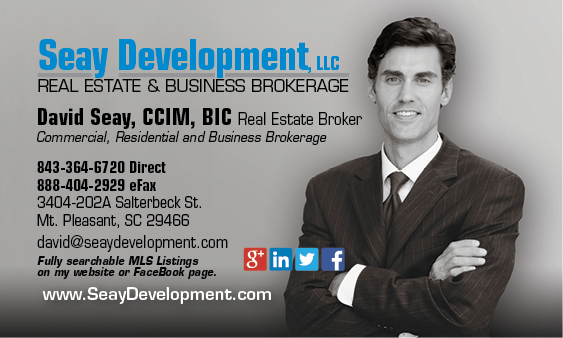 Seay Development, LLC
REAL ESTATE & BUSINESS BROKERAGE
David Seay, CCIM, BIC Real Estate Broker
Commercial, Residential and Business Brokerage
843-364-6720 Direct
888-404-2929 eFax
3404-202A Salterbeck St.
Mt. Pleasant, SC 29466
david@seaydevelopment.com
Fully searchable MLS Listings
on my website or FaceBook page.
g+ in f
www.SeayDevelopment.com